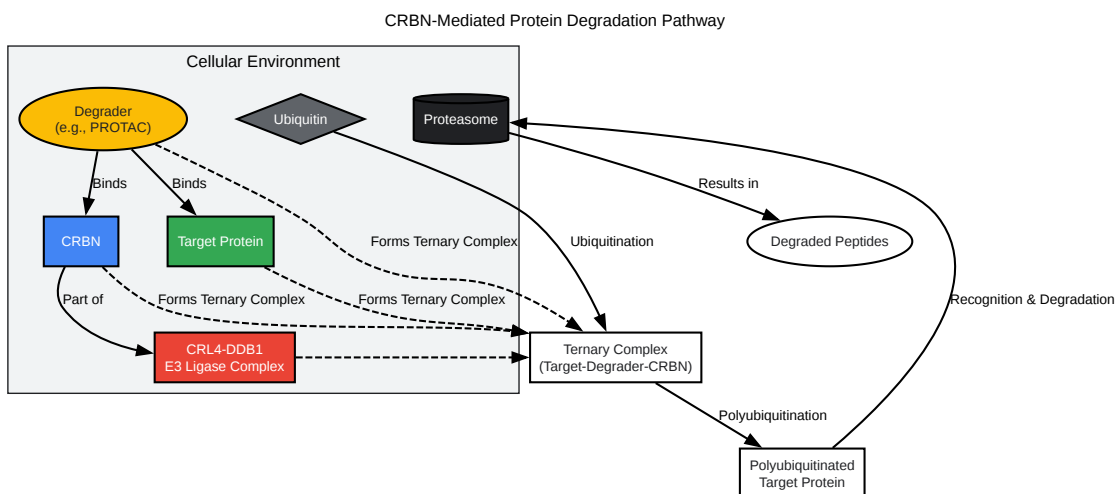 CRBN-Mediated Protein Degradation Pathway
Cellular Environment
Degrader
(e.g., PROTAC)
Ubiquitin
Proteasome
Binds
Binds
Results in
CRBN
Target Protein
Forms Ternary Complex
Ubiquitination
Degraded Peptides
Part of
Forms Ternary Complex
Forms Ternary Complex
Recognition & Degradation
CRL4-DDB1
E3 Ligase Complex
Ternary Complex
(Target-Degrader-CRBN)
Polyubiquitination
Polyubiquitinated
Target Protein